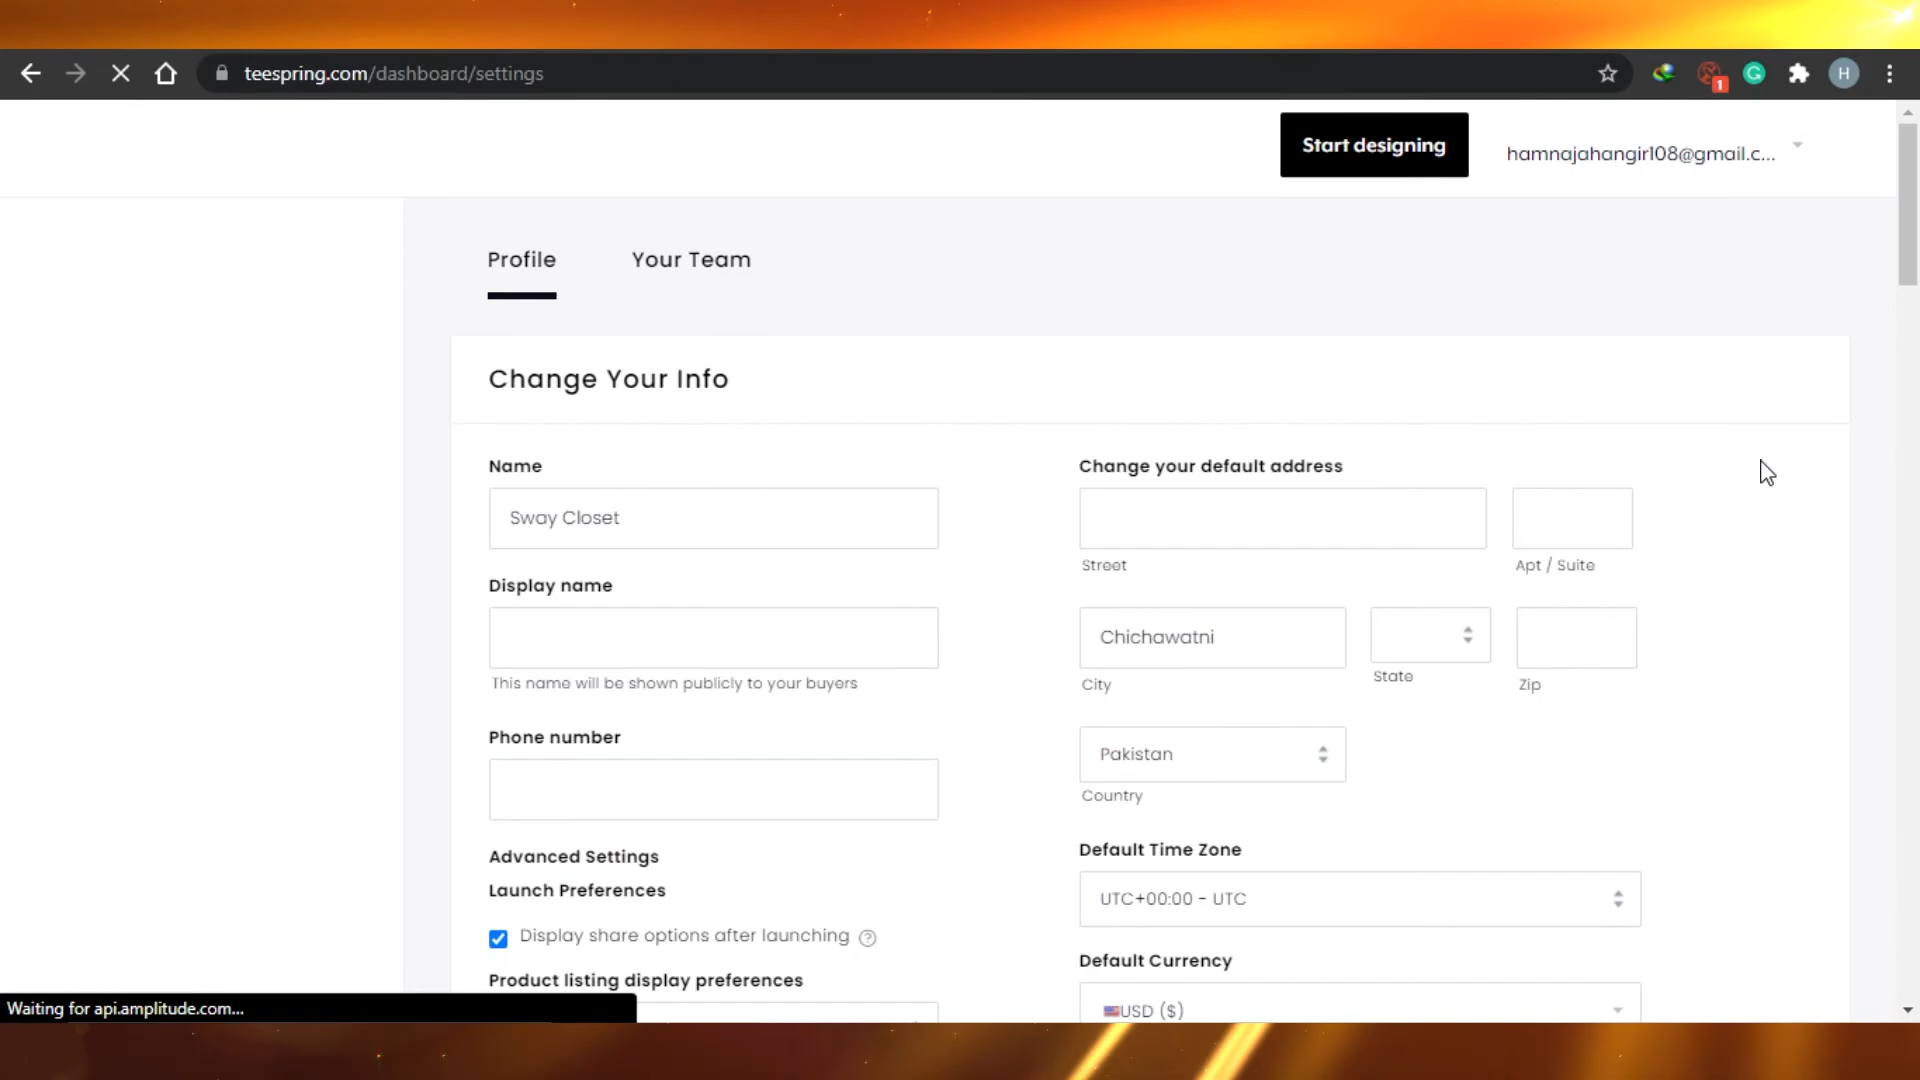 teespring.com/dashboard/settings
1
G
H
Start designing
hamnajahangir108@gmail.c...
Profile
Your Team
Change Your Info
Name
Sway Closet
Display name
This name will be shown publicly to your buyers
Phone number
Advanced Settings
Launch Preferences
Display share options after launching ?
Product listing display preferences
Change your default address
Street
Apt / Suite
Chichawatni
City
State
Zip
Pakistan
Country
Default Time Zone
UTC+00:00 - UTC
Default Currency
USD ($)
Waiting for api.amplitude.com...